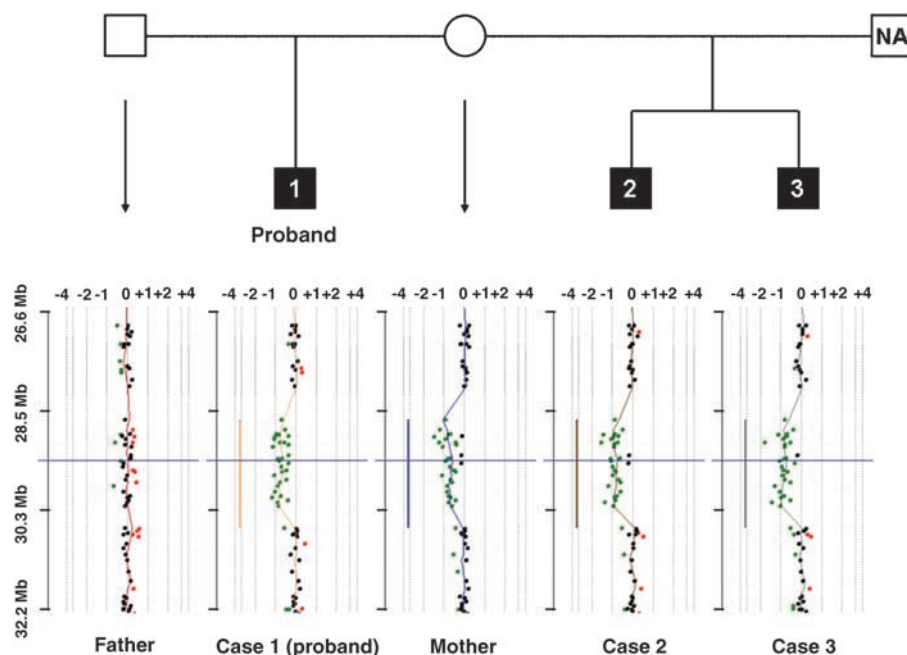 NA
1
2
3
Proband
-4 -2 -1 0 +1 +2 +4
-4 -2 -1 0 +1 +2 +4
-4 -2 -1 0 +1 +2 +4
-4 -2 -1 0 +1 +2 +4
-4 -2 -1 0 +1 +2 +4
26.6 Mb
28.5 Mb
30.3 Mb
32.2 Mb
Father
Case 1 (proband)
Mother
Case 2
Case 3